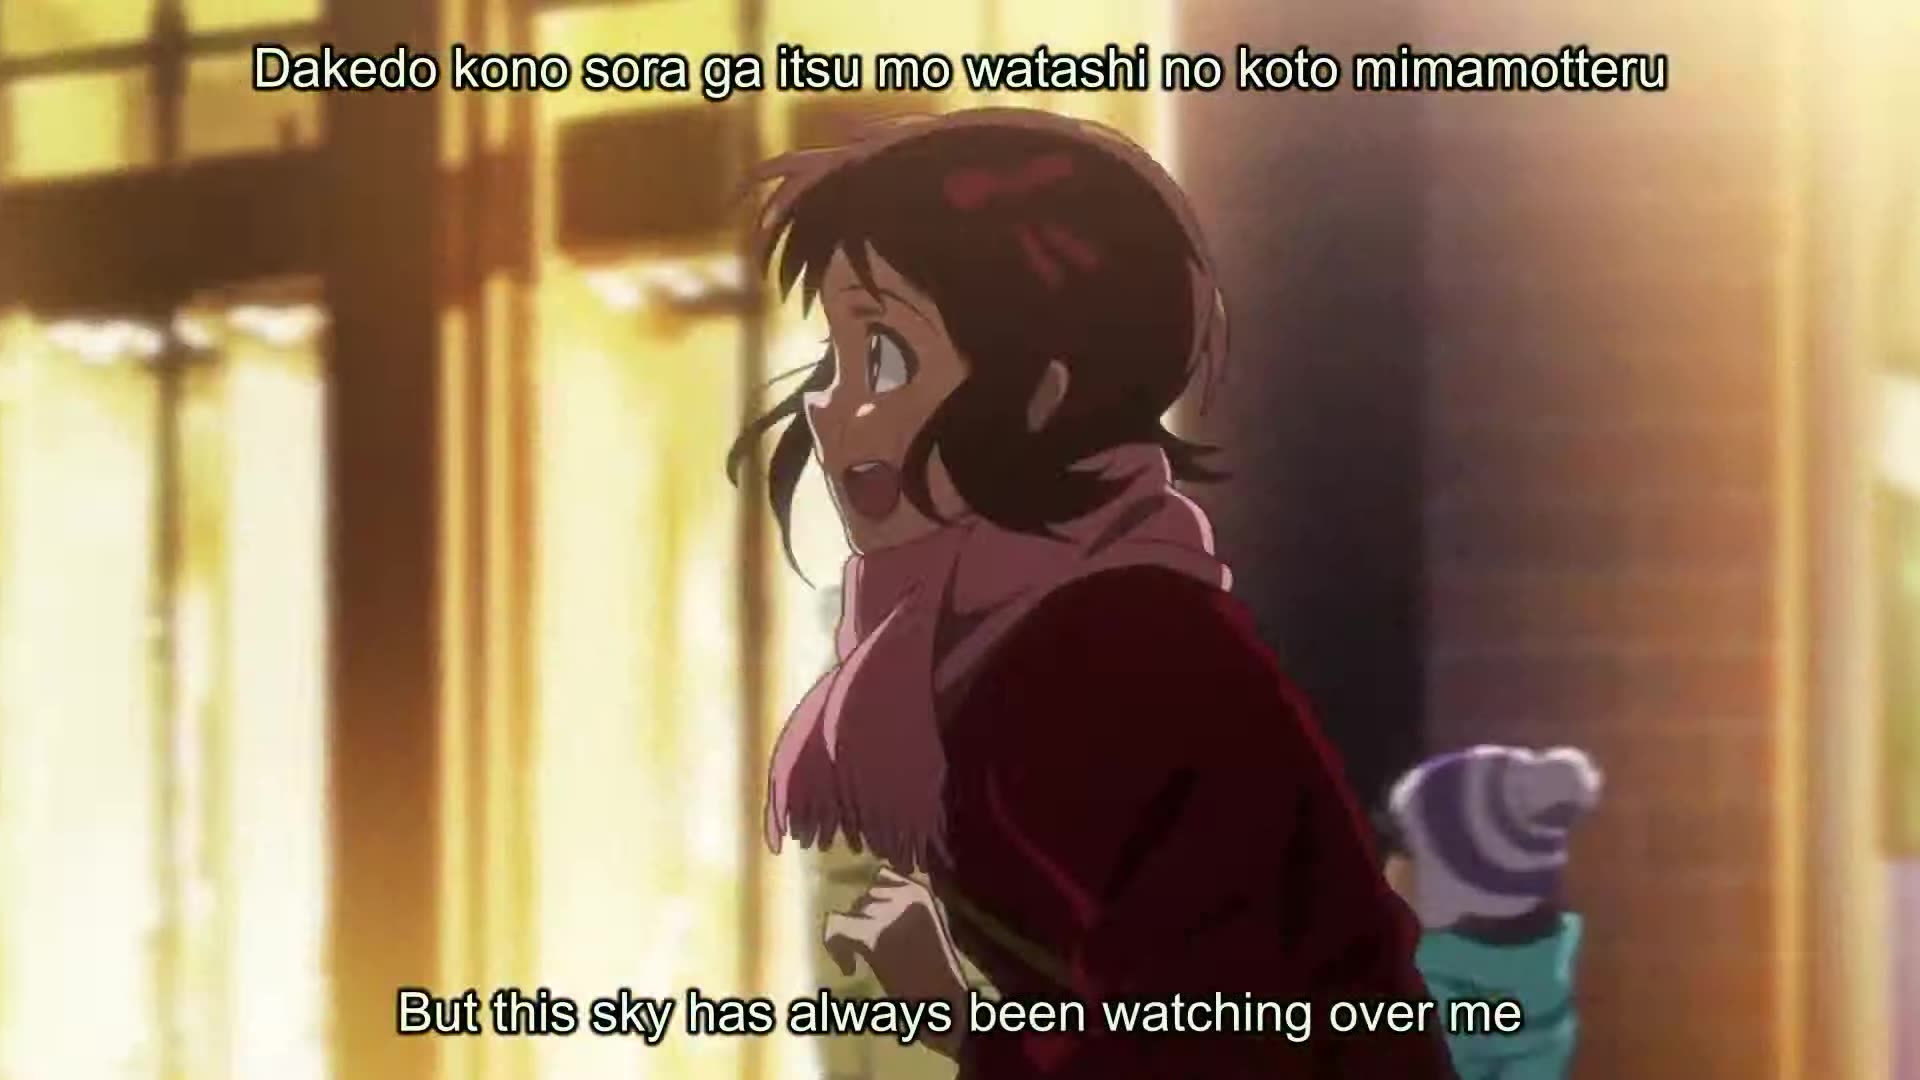 Dakedo kono sora ga itsu mo watashi no koto mimamotteru
But this sky has always been watching over me